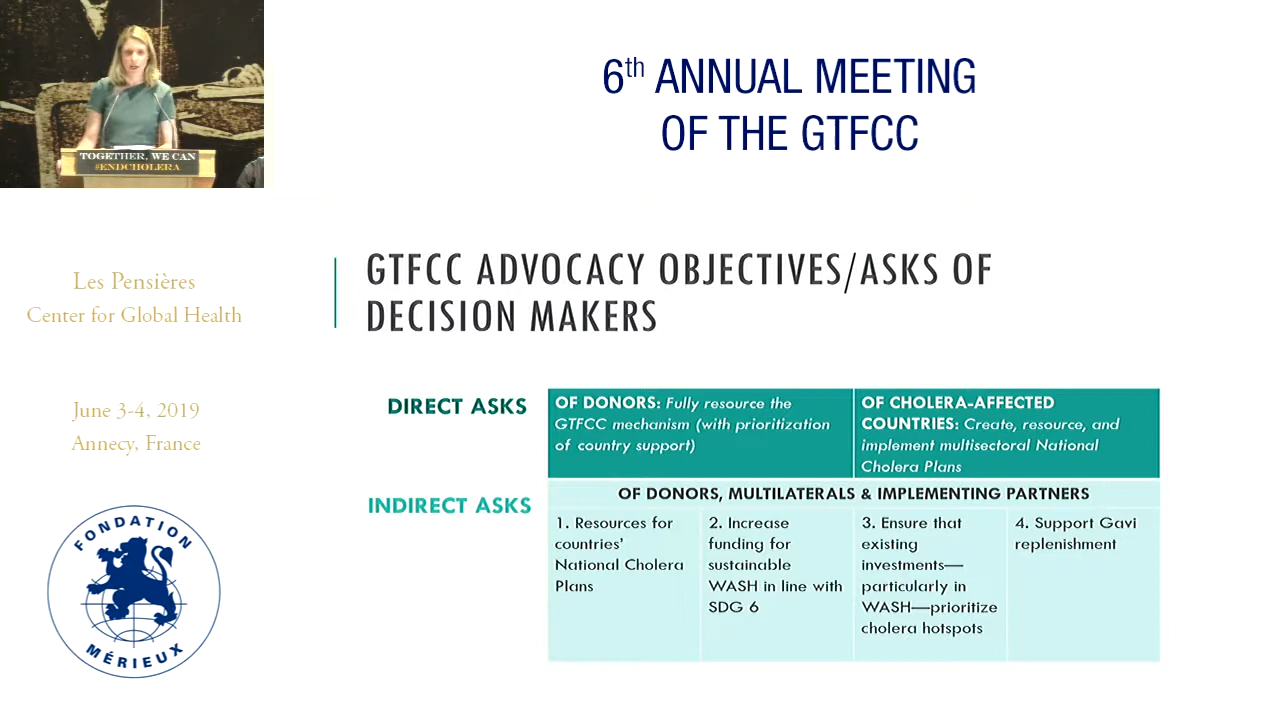 TOGETHER, WE CAN
#ENDCHOLERA
6th ANNUAL MEETING
OF THE GTFCC
Les Pensières
Center for Global Health
June 3-4, 2019
Annecy, France
FONDATION
MÉRIEUX
GTFCC ADVOCACY OBJECTIVES/ASKS OF
DECISION MAKERS
DIRECT ASKS
OF DONORS: Fully resource the
GTFCC mechanism (with prioritization
of country support)
OF CHOLERA-AFFECTED
COUNTRIES: Create, resource, and
implement multisectoral National
Cholera Plans
INDIRECT ASKS
OF DONORS, MULTILATERALS & IMPLEMENTING PARTNERS
1. Resources for
countries’
National Cholera
Plans
2. Increase
funding for
sustainable
WASH in line with
SDG 6
3. Ensure that
existing
investments—
particularly in
WASH—prioritize
cholera hotspots
4. Support Gavi
replenishment